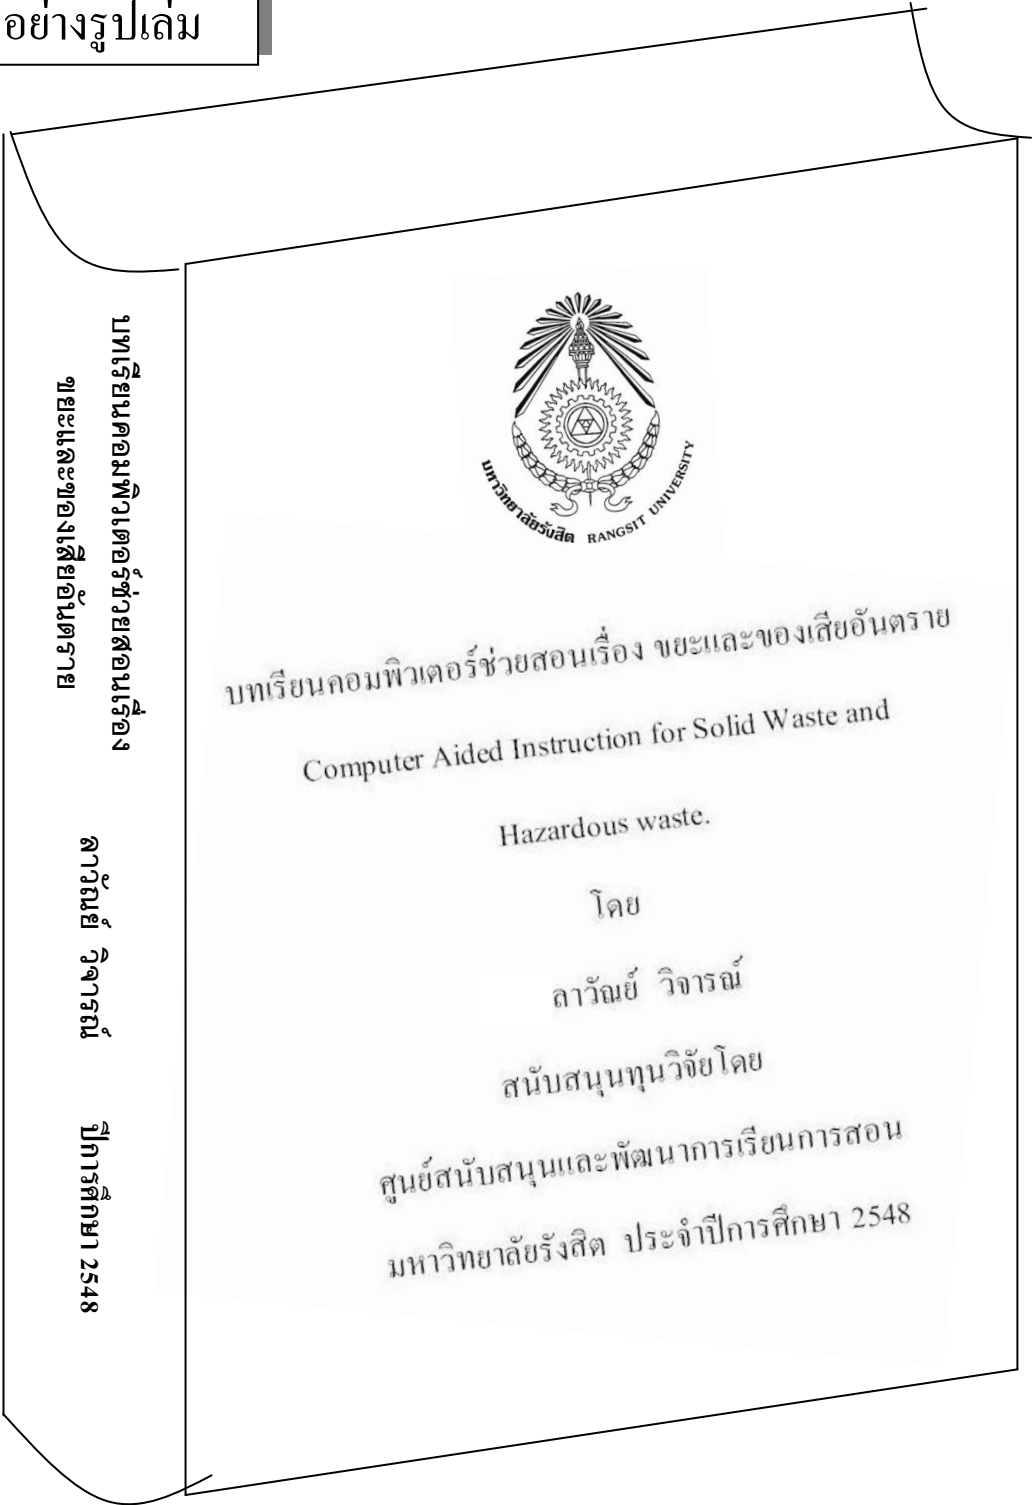 อย่างรูปเล่ม
บทเรียนคอมพิวเตอร์ช่วยสอนเรื่อง
ขยะและของเสียอันตราย
ลาวัณย์ วิจารณ์
ปีการศึกษา 2548
มหาวิทยาลัยรังสิต RANGSIT UNIVERSITY
บทเรียนคอมพิวเตอร์ช่วยสอนเรื่อง ขยะและของเสียอันตราย
Computer Aided Instruction for Solid Waste and
Hazardous waste.
โดย
ลาวัณย์ วิจารณ์
สนับสนุนทุนวิจัยโดย
ศูนย์สนับสนุนและพัฒนาการเรียนการสอน
มหาวิทยาลัยรังสิต ประจำปีการศึกษา 2548